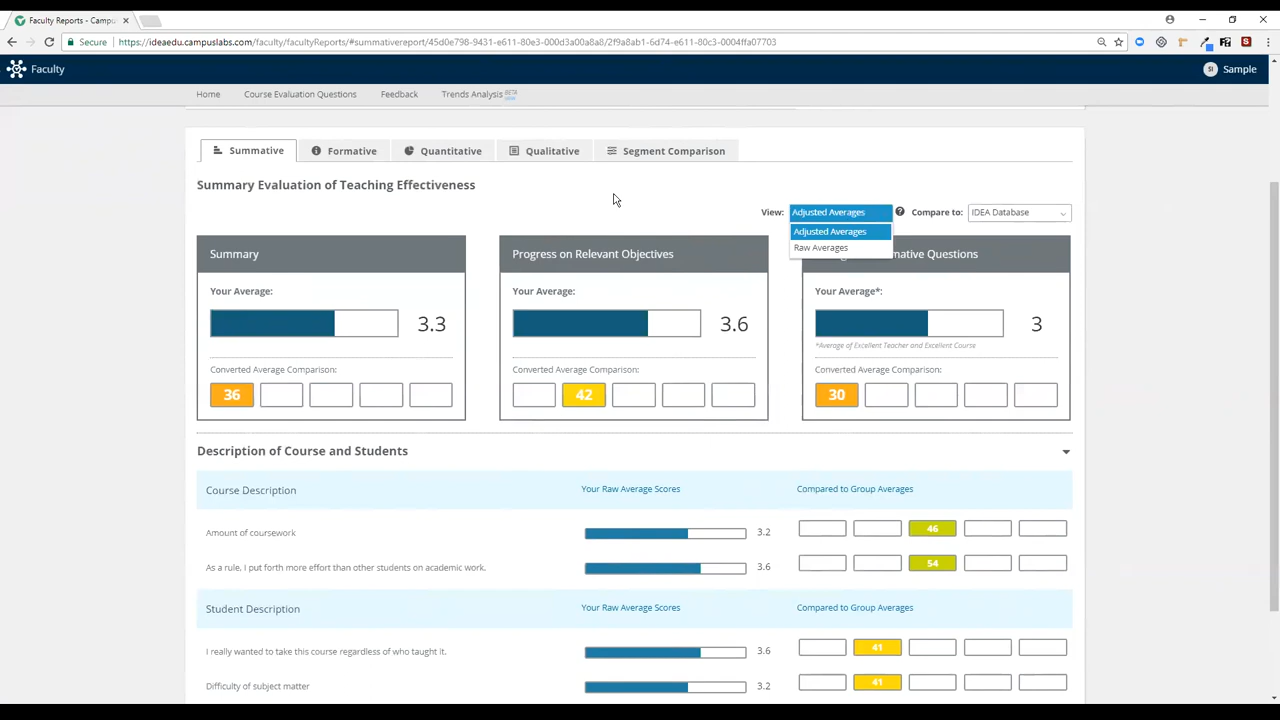 Faculty Reports - Campu
Secure
https://ideaedu.campuslabs.com/faculty/facultyReports/#summativereport/45d0e798-9431-e611-80e3-000d3a00a8a8/2f9a8ab1-6d74-e611-80c3-0004ffa07703
Faculty
SI
Sample
Home
Course Evaluation Questions
Feedback
Trends Analysis BETA
Summative
Formative
Quantitative
Qualitative
Segment Comparison
Summary Evaluation of Teaching Effectiveness
View:
Adjusted Averages
Compare to:
IDEA Database
Adjusted Averages
Raw Averages
Summary
Progress on Relevant Objectives
mative Questions
Your Average:
Your Average:
Your Average*:
3.3
3.6
3
*Average of Excellent Teacher and Excellent Course
Converted Average Comparison:
Converted Average Comparison:
Converted Average Comparison:
36
42
30
Description of Course and Students
Course Description
Your Raw Average Scores
Compared to Group Averages
Amount of coursework
3.2
46
As a rule, I put forth more effort than other students on academic work.
3.6
54
Student Description
Your Raw Average Scores
Compared to Group Averages
I really wanted to take this course regardless of who taught it.
3.6
41
Difficulty of subject matter
3.2
41